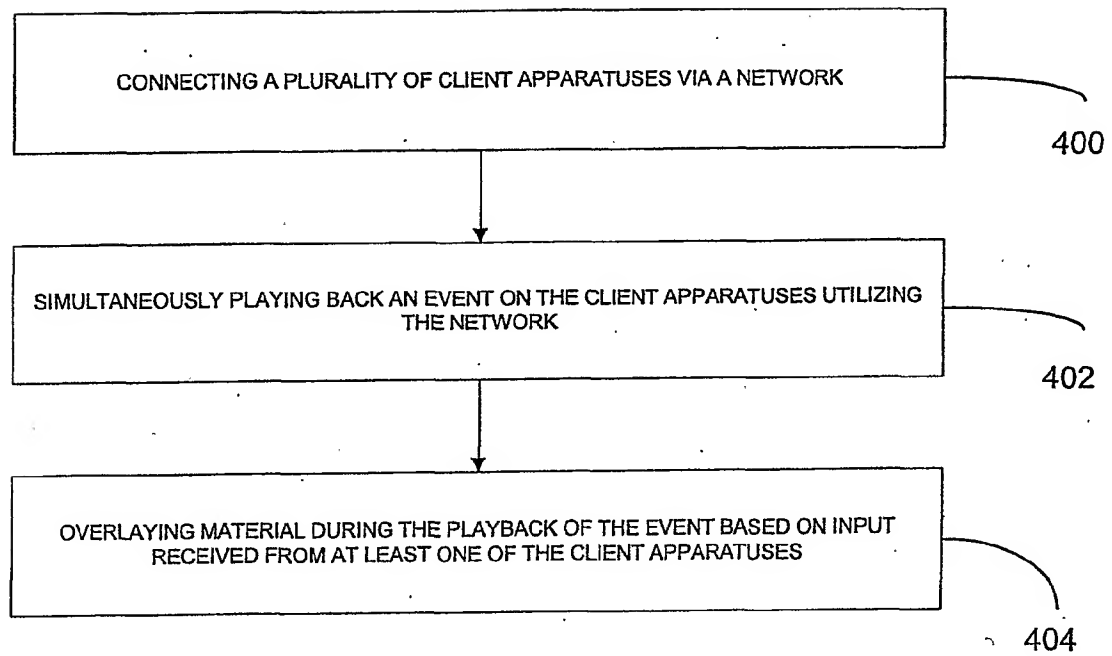 CONNECTING A PLURALITY OF CLIENT APPARATUSES VIA A NETWORK
400
SIMULTANEOUSLY PLAYING BACK AN EVENT ON THE CLIENT APPARATUSES UTILIZING
THE NETWORK
402
OVERLAYING MATERIAL DURING THE PLAYBACK OF THE EVENT BASED ON INPUT
RECEIVED FROM AT LEAST ONE OF THE CLIENT APPARATUSES
404